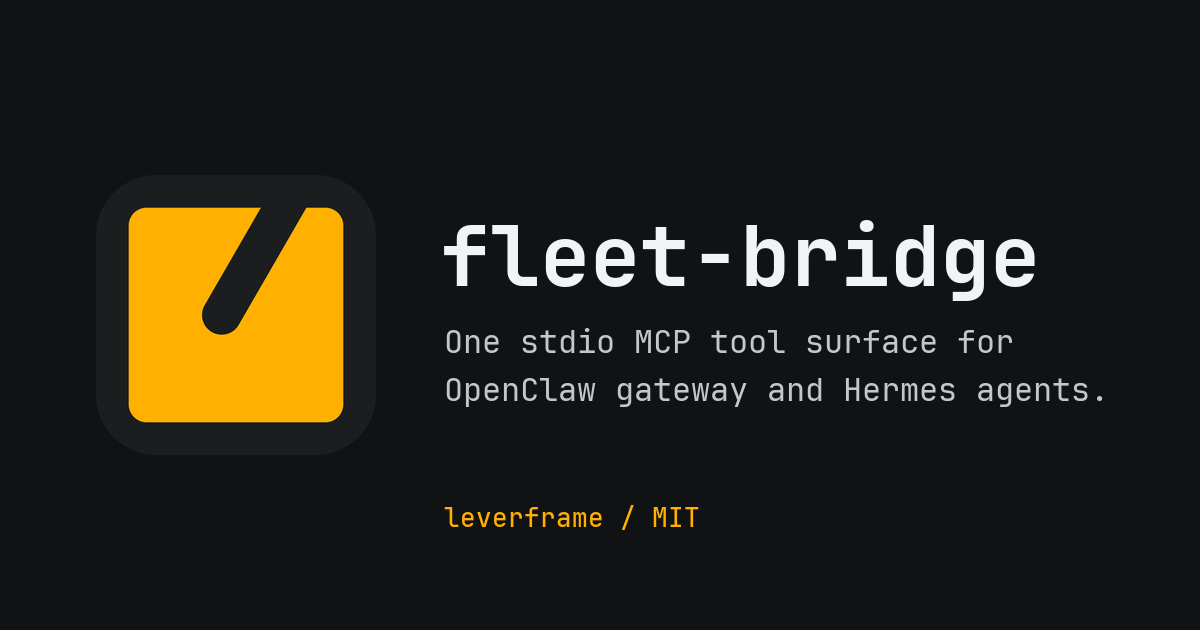 fleet-bridge
One stdio MCP tool surface for
OpenClaw gateway and Hermes agents.
leverframe / MIT